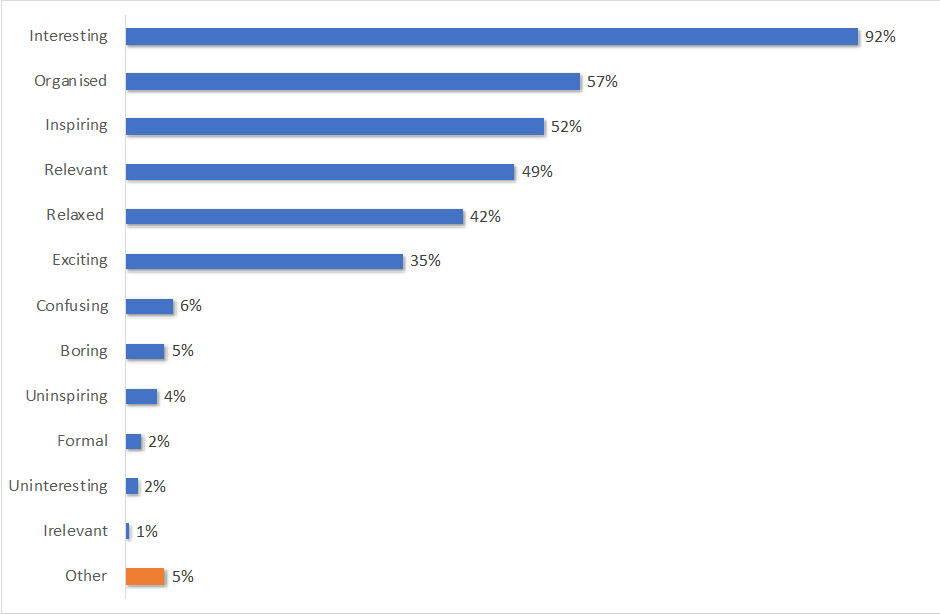 Interesting 92%
Organised 57%
Inspiring 52%
Relevant 49%
Relaxed 42%
Exciting 35%
Confusing 6%
Boring 5%
Uninspiring 4%
Formal 2%
Uninteresting 2%
Irelevant 1%
Other 5%